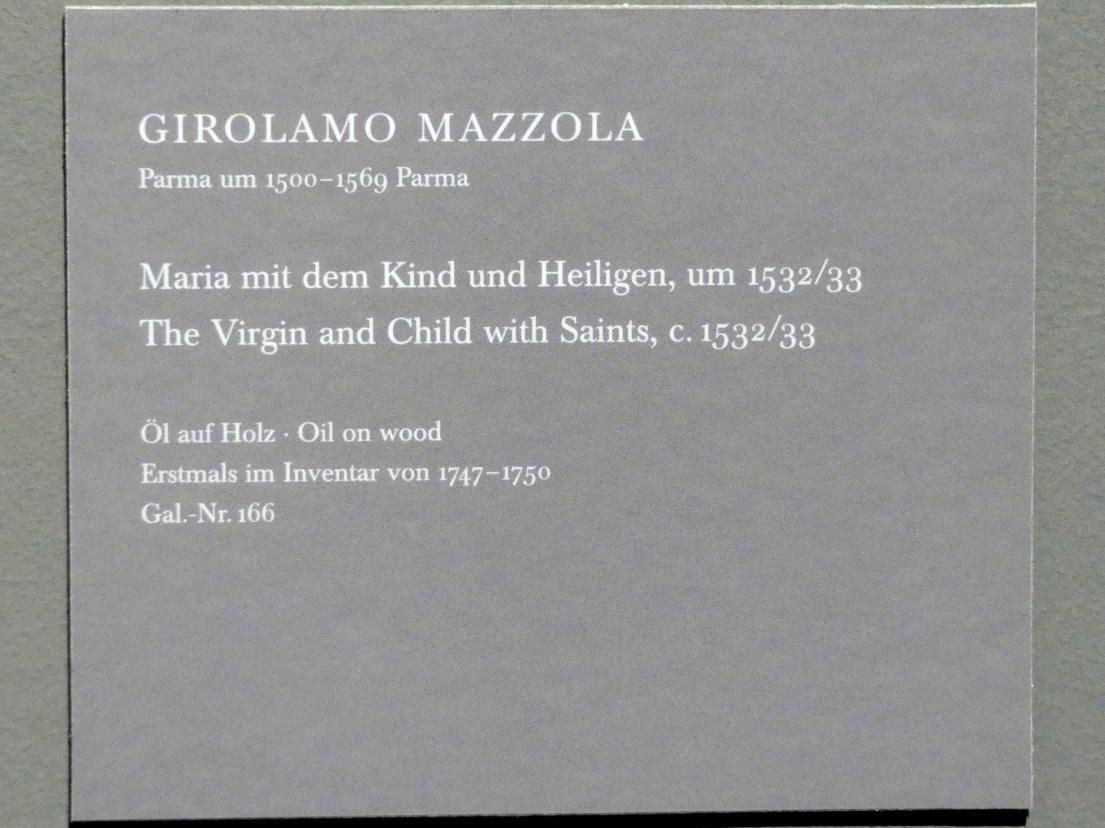 GIROLAMO MAZZOLA
Parma um 1500–1569 Parma
Maria mit dem Kind und Heiligen, um 1532/33
The Virgin and Child with Saints, c. 1532/33
Öl auf Holz · Oil on wood
Erstmals im Inventar von 1747–1750
Gal.-Nr. 166